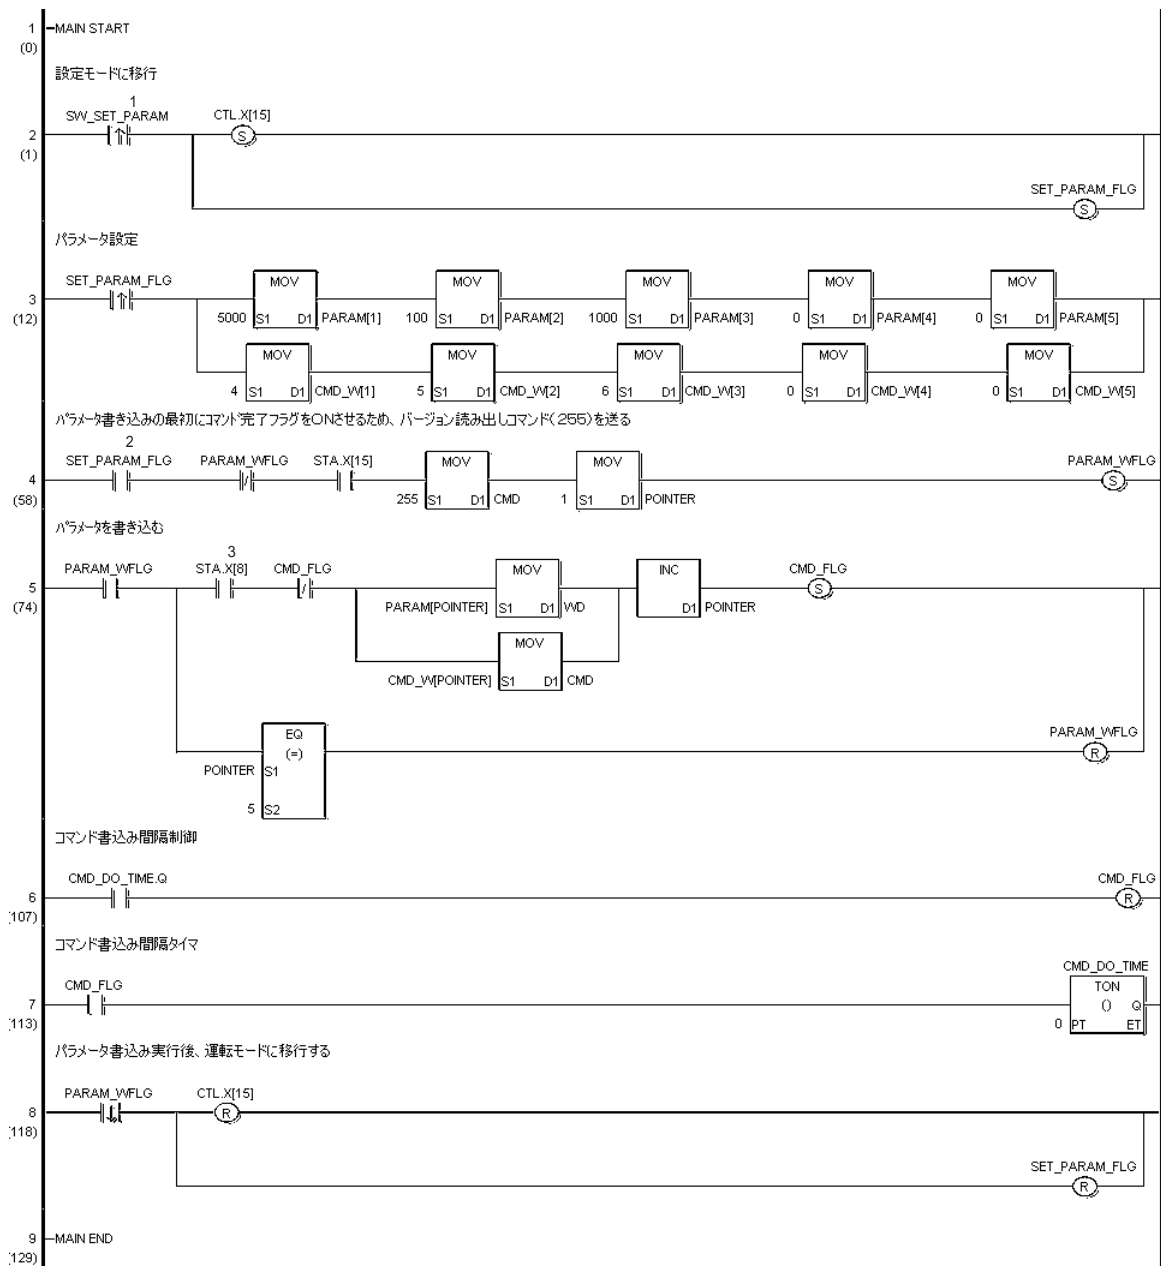 1 MAIN START
(0)
設定モードに移行
1
SW_SET_PARAM CTL.X[15]
2 S
(1)
SET_PARAM_FLG
S
パラメータ設定
SET_PARAM_FLG MOV MOV MOV MOV MOV
3
(12) 5000 S1 D1 PARAM[1] 100 S1 D1 PARAM[2] 1000 S1 D1 PARAM[3] 0 S1 D1 PARAM[4] 0 S1 D1 PARAM[5]
MOV MOV MOV MOV MOV
4 S1 D1 CMD_W[1] 5 S1 D1 CMD_W[2] 6 S1 D1 CMD_W[3] 0 S1 D1 CMD_W[4] 0 S1 D1 CMD_W[5]
パラメータ書き込みの最初にコマンド完了フラグをONさせるため、バージョン読み出しコマンド(255)を送る
2
SET_PARAM_FLG PARAM_WFLG STA.X[15] MOV MOV PARAM_WFLG
4 S
(58) 255 S1 D1 CMD 1 S1 D1 POINTER
パラメータを書き込む
3
PARAM_WFLG STA.X[8] CMD_FLG MOV INC CMD_FLG
5 S
(74) PARAM[POINTER] S1 D1 WD D1 POINTER
MOV
CMD_W[POINTER] S1 D1 CMD
EQ PARAM_WFLG
(=) R
POINTER S1
5 S2
コマンド書込み間隔制御
CMD_DO_TIME.Q CMD_FLG
6 R
(107)
コマンド書込み間隔タイマ
CMD_DO_TIME
CMD_FLG TON
7 () Q
(113) 0 PT ET
パラメータ書込み実行後、運転モードに移行する
PARAM_WFLG CTL.X[15]
8 R
(118)
SET_PARAM_FLG
R
9 MAIN END
(129)